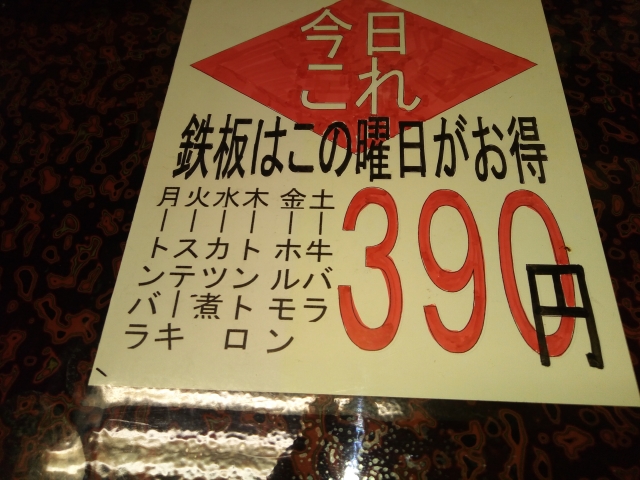 今日
これ
鉄板はこの曜日がお得
月ートンバラ
火ーステーキ
水ーカツ煮
木ートントロ
金ーホルモン
土ー牛バラ
390円